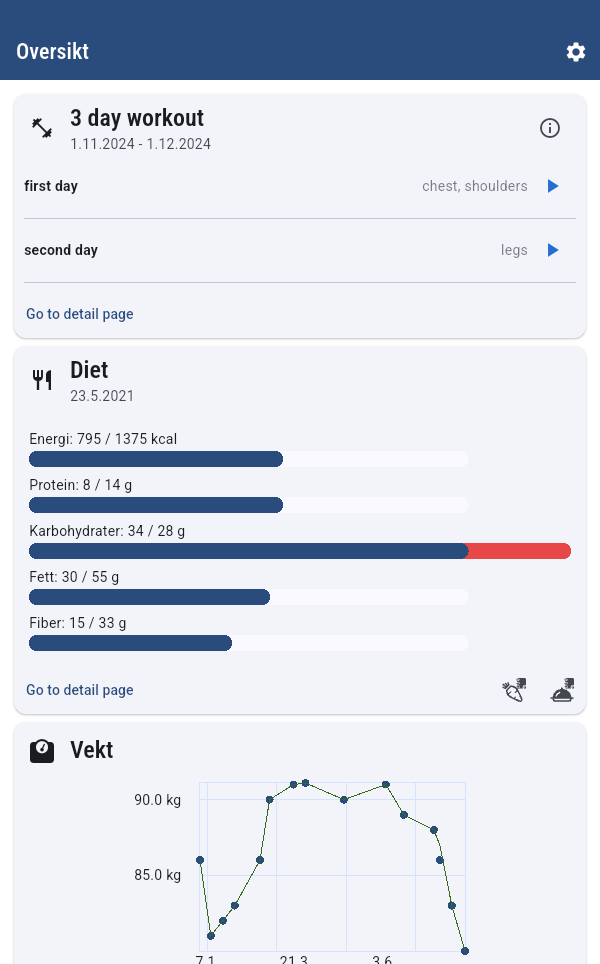 Oversikt
3 day workout
1.11.2024 - 1.12.2024
first day
chest, shoulders
second day
legs
Go to detail page
Diet
23.5.2021
Energi: 795 / 1375 kcal
Protein: 8 / 14 g
Karbohydrater: 34 / 28 g
Fett: 30 / 55 g
Fiber: 15 / 33 g
Go to detail page
Vekt
90.0 kg
85.0 kg
7.1
21.3
3.6